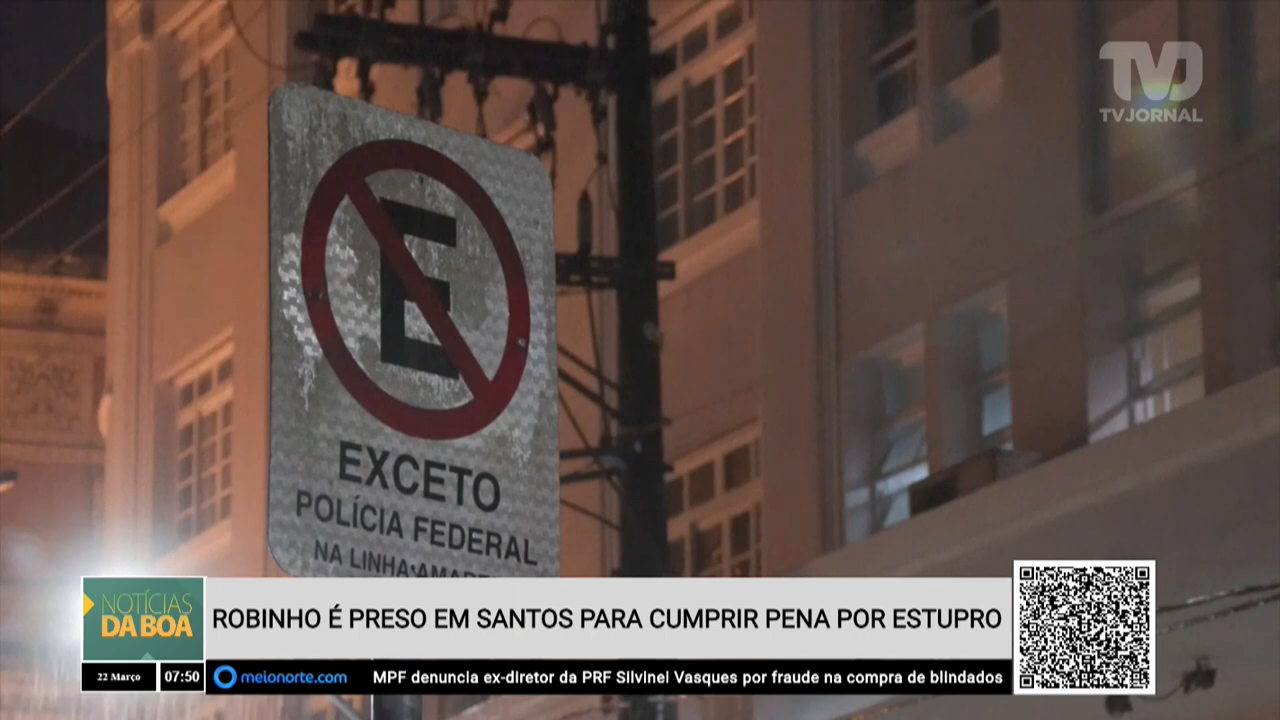 TVJ
TVJORNAL
E
EXCETO
POLÍCIA FEDERAL
NA LINHA
NOTÍCIAS
DA BOA
ROBINHO É PRESO EM SANTOS PARA CUMPRIR PENA POR ESTUPRO
22 Março
07:50
meionorte.com
MPF denuncia ex-diretor da PRF Silvinei Vasques por fraude na compra de blindados